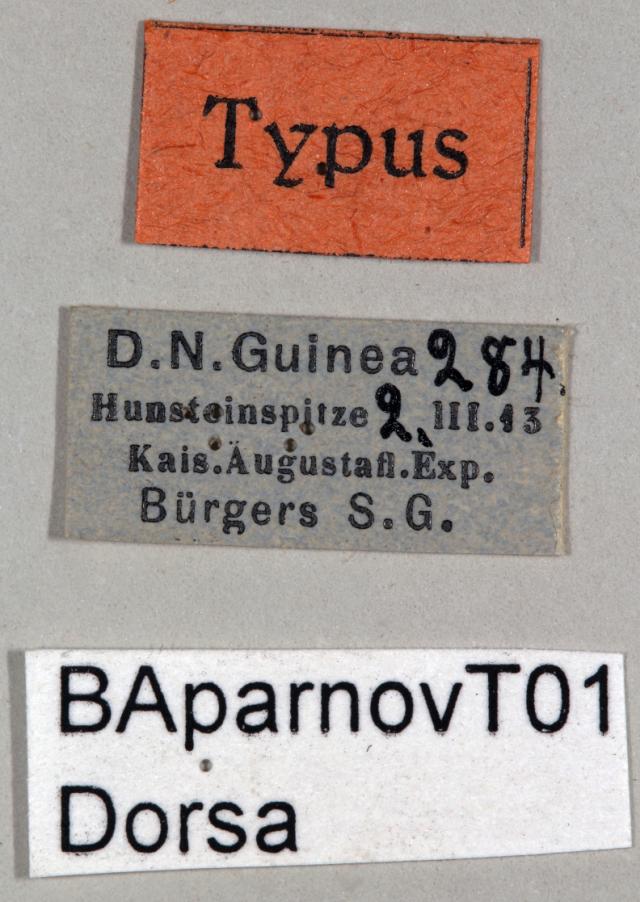 Typus
D.N.Guinea 284.
Hunsteinspitze 2. III.13
Kais.Augustafl.Exp.
Bürgers S.G.
BAparnovT01
Dorsa